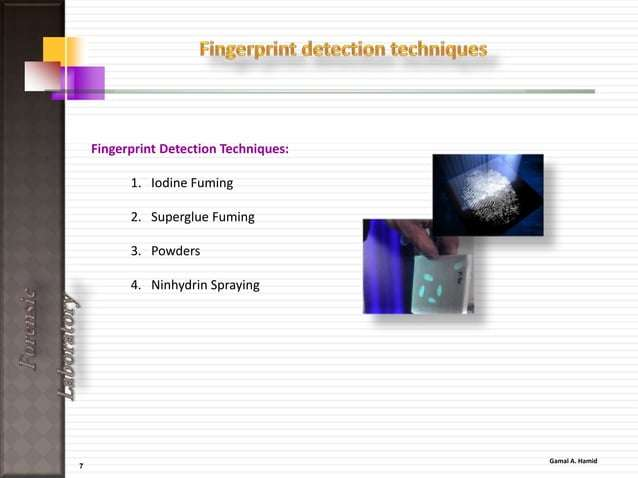 Fingerprint detection techniques
Fingerprint Detection Techniques:
1. Iodine Fuming
2. Superglue Fuming
3. Powders
4. Ninhydrin Spraying
Forensic
Laboratory
7
Gamal A. Hamid